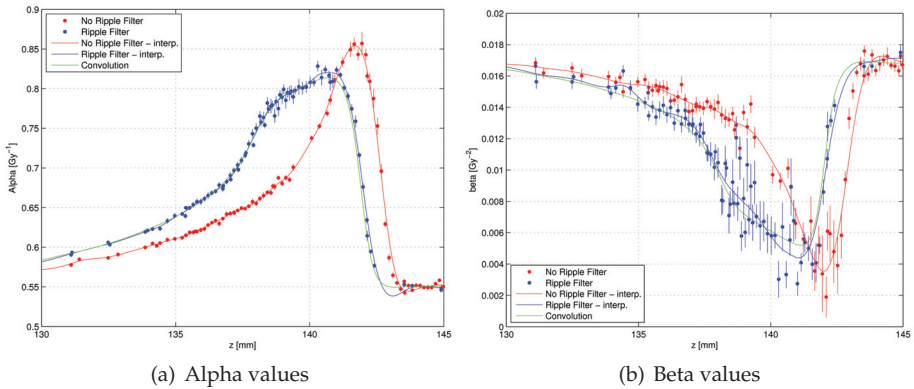 0.9
0.85
0.8
0.75
0.7
0.65
0.6
0.55
0.5
Alpha [Gy⁻¹]
No Ripple Filter
Ripple Filter
No Ripple Filter – interp.
Ripple Filter – interp.
Convolution
130
135
140
145
z [mm]
(a) Alpha values
0.02
0.018
0.016
0.014
0.012
0.01
0.008
0.006
0.004
0.002
0
beta [Gy⁻²]
No Ripple Filter
Ripple Filter
No Ripple Filter – interp.
Ripple Filter – interp.
Convolution
130
135
140
145
z [mm]
(b) Beta values